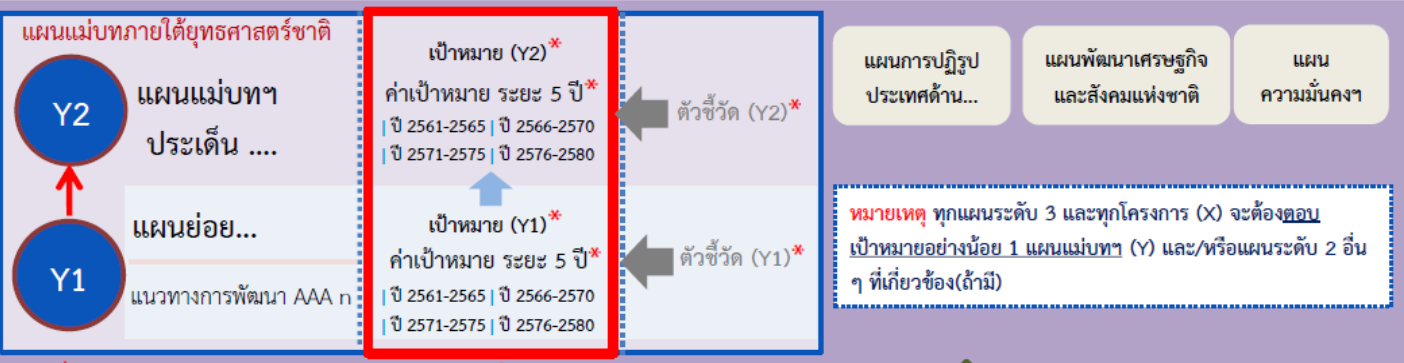 แผนแม่บทภายใต้ยุทธศาสตร์ชาติ
Y2
แผนแม่บทฯ
ประเด็น ....
เป้าหมาย (Y2)*
ค่าเป้าหมาย ระยะ 5 ปี*
| ปี 2561-2565 | ปี 2566-2570
| ปี 2571-2575 | ปี 2576-2580
ตัวชี้วัด (Y2)*
Y1
แผนย่อย...
แนวทางการพัฒนา AAA n
เป้าหมาย (Y1)*
ค่าเป้าหมาย ระยะ 5 ปี*
| ปี 2561-2565 | ปี 2566-2570
| ปี 2571-2575 | ปี 2576-2580
ตัวชี้วัด (Y1)*
แผนการปฏิรูป
ประเทศด้าน...
แผนพัฒนาเศรษฐกิจ
และสังคมแห่งชาติ
แผน
ความมั่นคงฯ
หมายเหตุ ทุกแผนระดับ 3 และทุกโครงการ (X) จะต้องตอบ
เป้าหมายอย่างน้อย 1 แผนแม่บทฯ (Y) และ/หรือแผนระดับ 2 อื่น
ๆ ที่เกี่ยวข้อง(ถ้ามี)